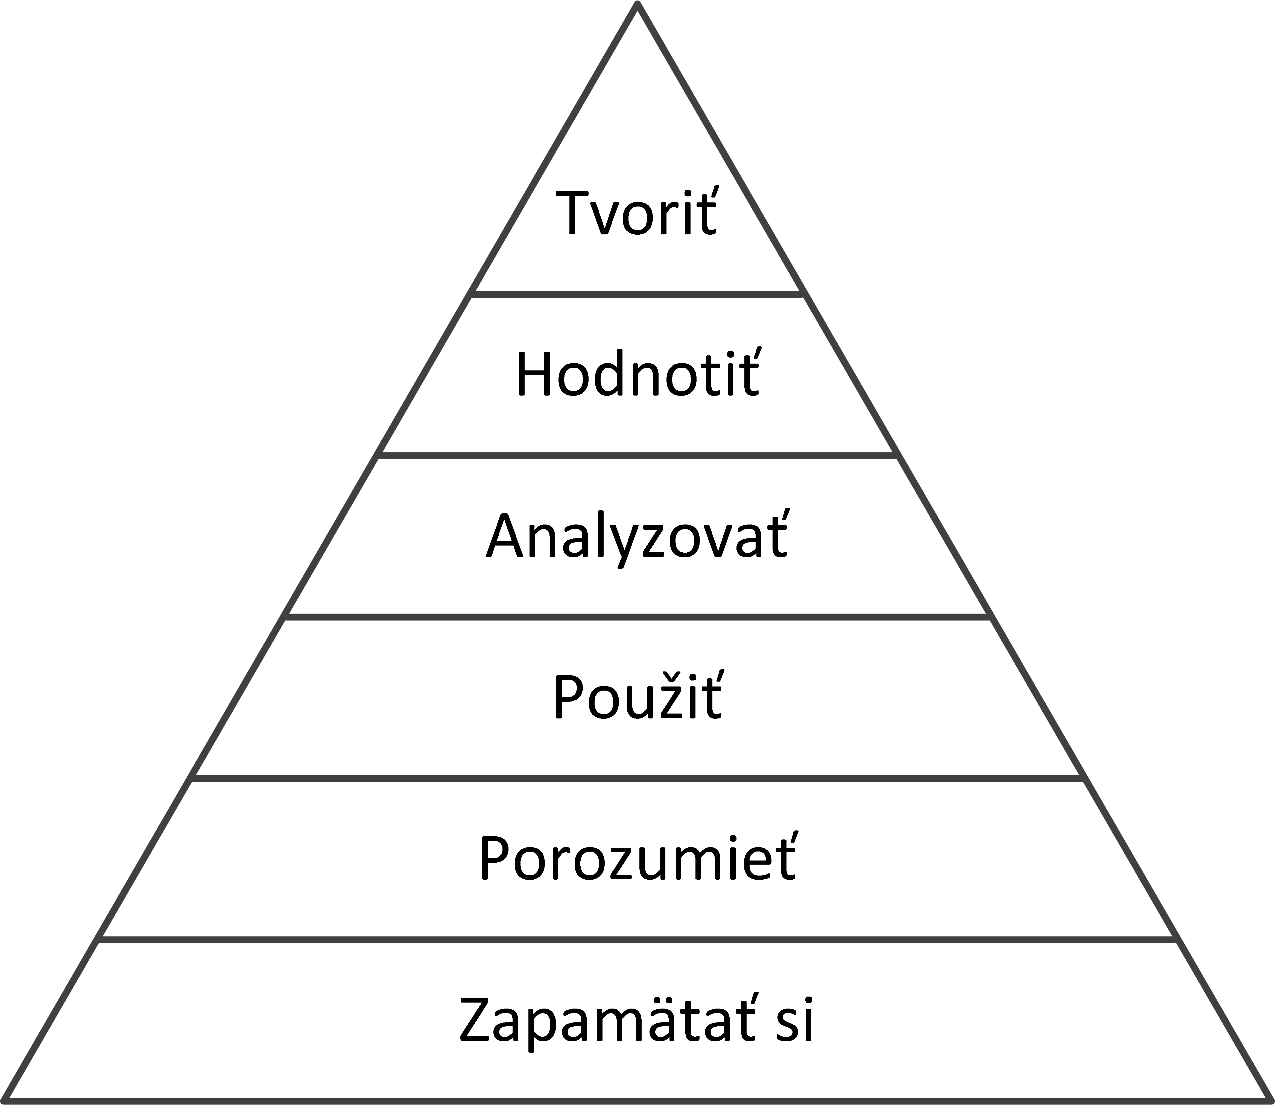 Tvoriť
Hodnotiť
Analyzovať
Použiť
Porozumieť
Zapamätať si